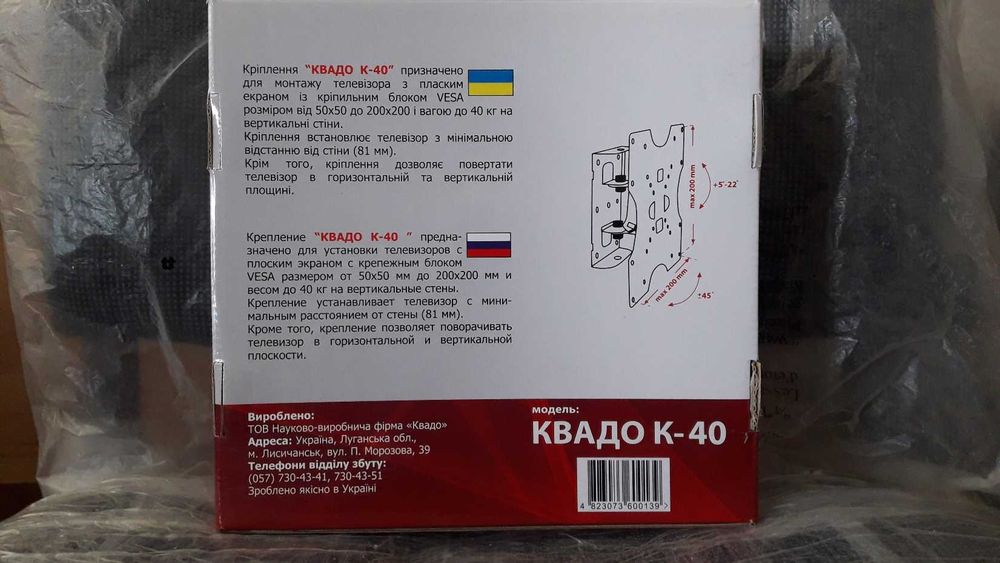 Кріплення "КВАДО К-40" призначено
для монтажу телевізора з пласким
екраном із кріпильним блоком VESA
розміром від 50х50 до 200х200 і вагою до 40 кг на
вертикальні стіни.
Кріплення встановлює телевізор з мінімальною
відстанню від стіни (81 мм).
Крім того, кріплення дозволяє повертати
телевізор в горизонтальній та вертикальній
площині.
Крепление "КВАДО К-40 " предна-
значено для установки телевизоров с
плоским экраном с крепежным блоком
VESA размером от 50х50 мм до 200х200 мм и
весом до 40 кг на вертикальные стены.
Крепление устанавливает телевизор с мини-
мальным расстоянием от стены (81 мм).
Кроме того, крепление позволяет поворачивать
телевизор в горизонтальной и вертикальной
плоскости.
max 200 mm
+5°-22°
max 200 mm
±45°
Вироблено:
ТОВ Науково-виробнича фірма «Квадо»
Адреса: Україна, Луганська обл.,
м. Лисичанськ, вул. П. Морозова, 39
Телефони відділу збуту:
(057) 730-43-41, 730-43-51
Зроблено якісно в Україні
модель:
КВАДО К-40
4 823073 600139 >